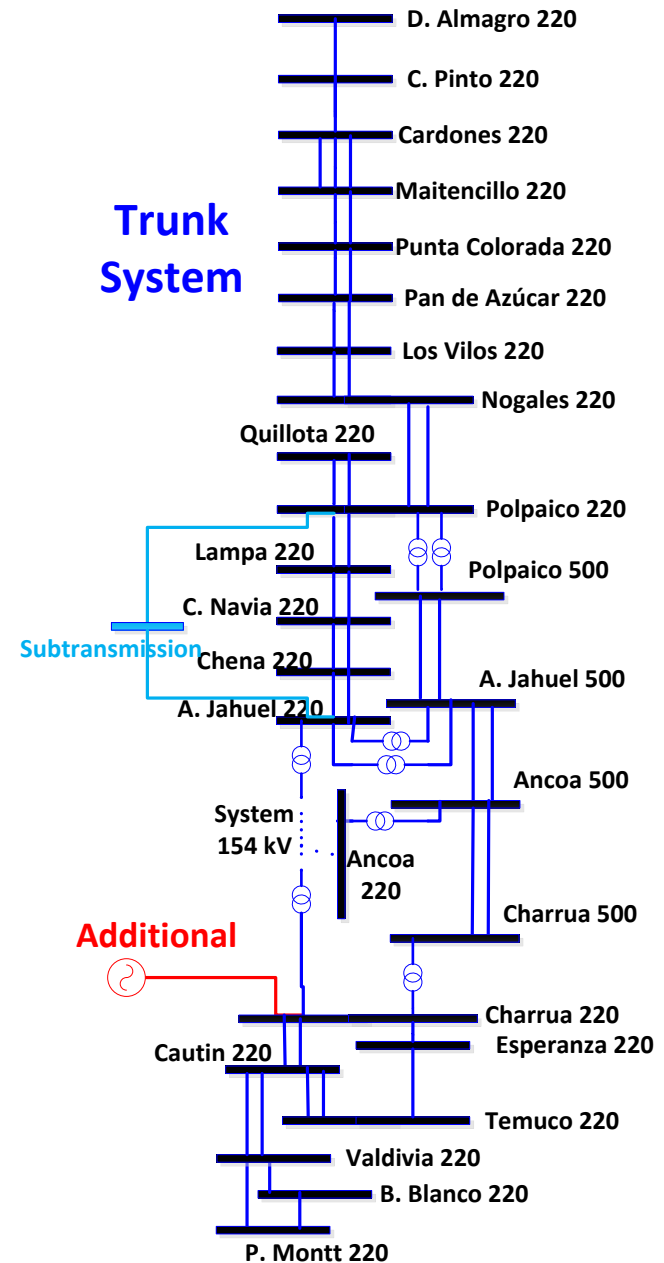 D. Almagro 220
C. Pinto 220
Cardones 220
Maitencillo 220
Trunk
System
Punta Colorada 220
Pan de Azúcar 220
Los Vilos 220
Nogales 220
Quillota 220
Polpaico 220
Lampa 220
Polpaico 500
C. Navia 220
Subtransmission
Chena 220
A. Jahuel 500
A. Jahuel 220
Ancoa 500
System
154 kV
Ancoa
220
Charrua 500
Additional
Charrua 220
Esperanza 220
Cautin 220
Temuco 220
Valdivia 220
B. Blanco 220
P. Montt 220